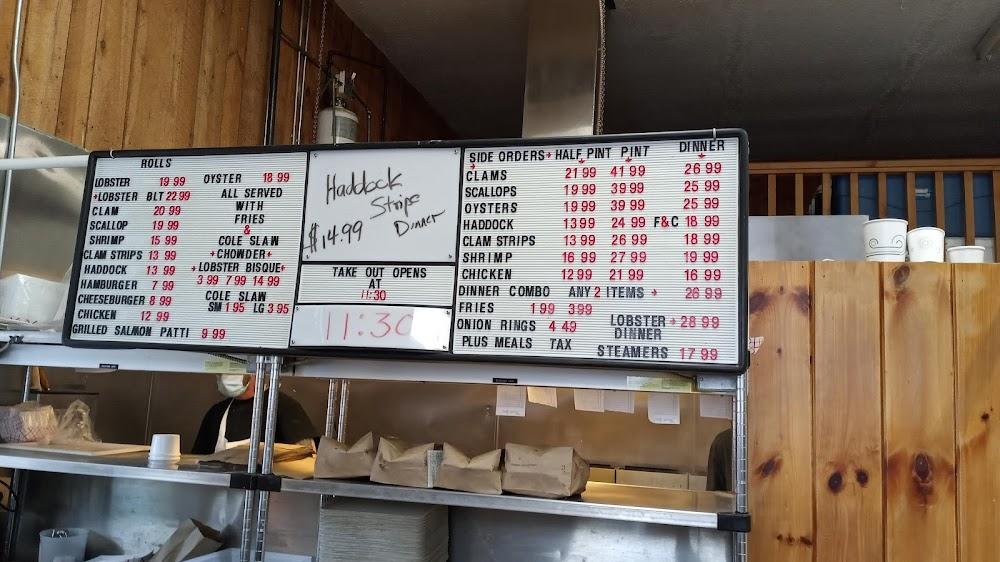 ROLLS
LOBSTER 19 99
+LOBSTER BLT 22 99
CLAM 20 99
SCALLOP 19 99
SHRIMP 15 99
CLAM STRIPS 13 99
HADDOCK 13 99
HAMBURGER 7 99
CHEESEBURGER 8 99
CHICKEN 12 99
GRILLED SALMON PATTI 9 99
OYSTER 18 99
ALL SERVED
WITH
FRIES
&
COLE SLAW
+CHOWDER+
+LOBSTER BISQUE+
3 99 7 99 14 99
COLE SLAW
SM 1 95 LG 3 95
Haddock
Strips
$14.99 Dinner
TAKE OUT OPENS
AT
11:30
11:30
SIDE ORDERS+ HALF PINT PINT DINNER
CLAMS 21 99 41 99 26 99
SCALLOPS 19 99 39 99 25 99
OYSTERS 19 99 39 99 25 99
HADDOCK 13 99 24 99 F&C 18 99
CLAM STRIPS 13 99 26 99 18 99
SHRIMP 16 99 27 99 19 99
CHICKEN 12 99 21 99 16 99
DINNER COMBO ANY 2 ITEMS + 26 99
FRIES 1 99 3 99
ONION RINGS 4 49
PLUS MEALS TAX
LOBSTER + 28 99
DINNER
STEAMERS 17 99